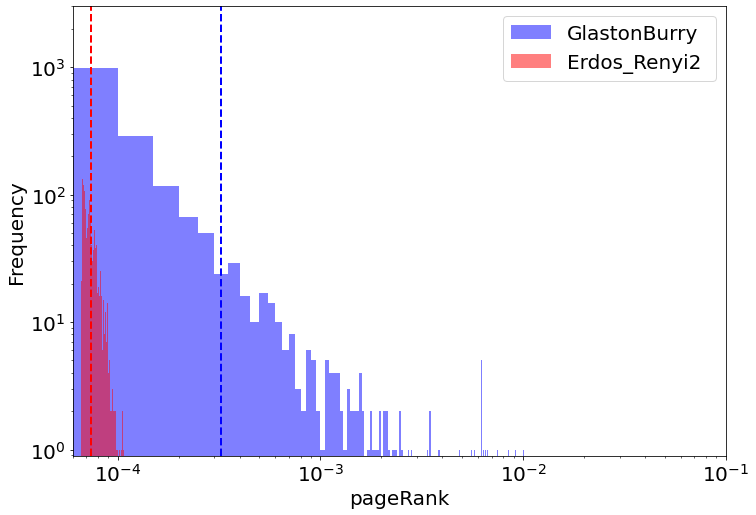 GlastonBurry
Erdos_Renyi2
Frequency
10³
10²
10¹
10⁰
10⁻⁴
10⁻³
10⁻²
10⁻¹
pageRank